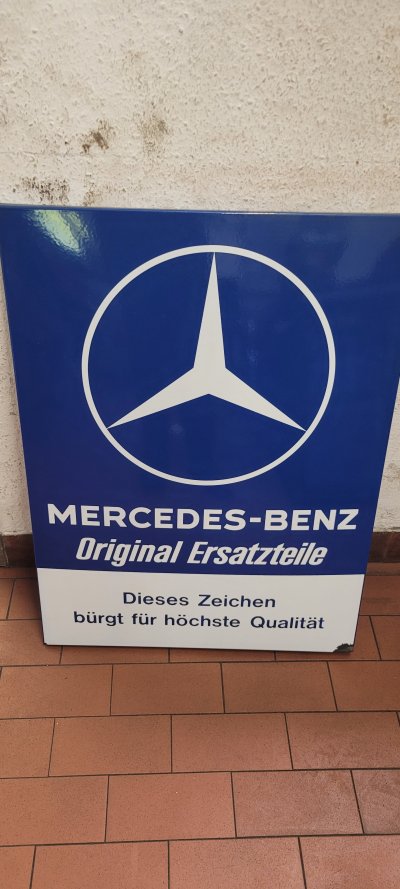 MERCEDES-BENZ
Original Ersatzteile
Dieses Zeichen
bürgt für höchste Qualität